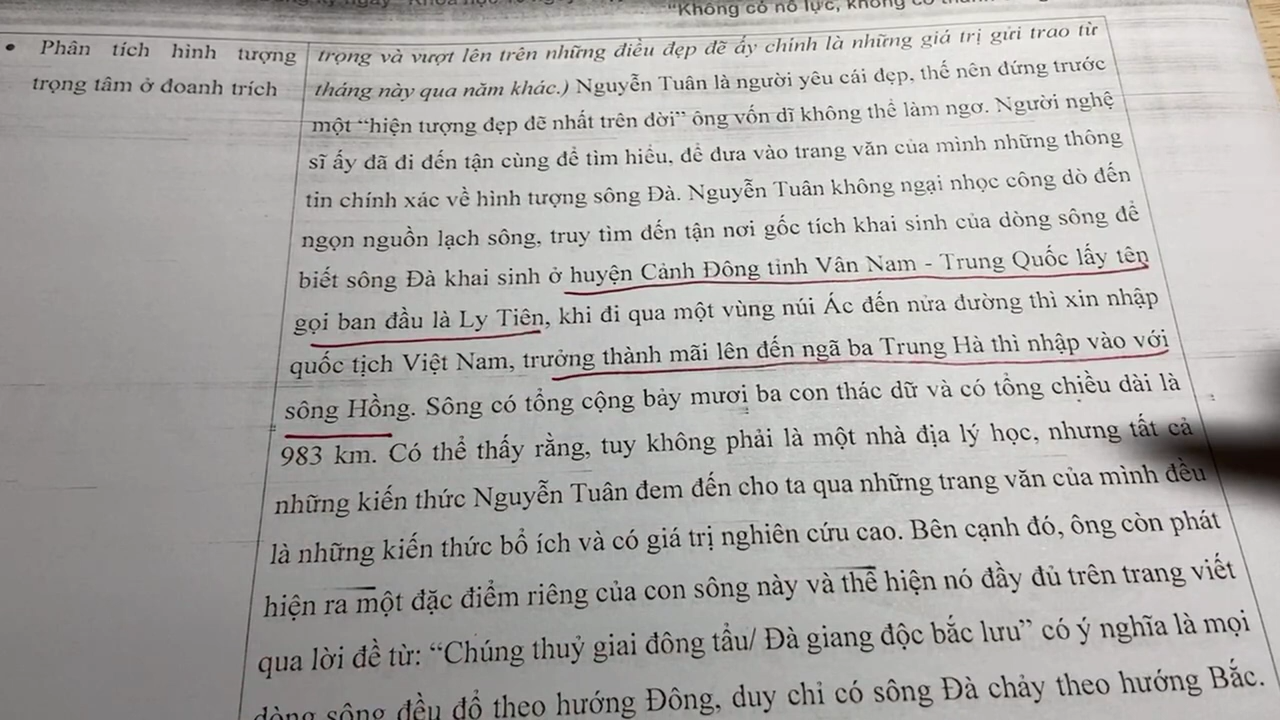 "Không có nỗ lực, không
• Phân tích hình tượng
trọng tâm ở đoanh trích
trọng và vượt lên trên những điều đẹp đẽ ấy chính là những giá trị gửi trao từ
tháng này qua năm khác.) Nguyễn Tuân là người yêu cái đẹp, thế nên đứng trước
một "hiện tượng đẹp đẽ nhất trên đời" ông vốn dĩ không thể làm ngơ. Người nghệ
sĩ ấy đã đi đến tận cùng để tìm hiểu, để đưa vào trang văn của mình những thông
tin chính xác về hình tượng sông Đà. Nguyễn Tuân không ngại nhọc công dò đến
ngọn nguồn lạch sông, truy tìm đến tận nơi gốc tích khai sinh của dòng sông để
biết sông Đà khai sinh ở huyện Cảnh Đông tỉnh Vân Nam - Trung Quốc lấy tên
gọi ban đầu là Ly Tiên, khi đi qua một vùng núi Ác đến nửa đường thì xin nhập
quốc tịch Việt Nam, trưởng thành mãi lên đến ngã ba Trung Hà thì nhập vào với
sông Hồng. Sông có tổng cộng bảy mươi ba con thác dữ và có tổng chiều dài là
983 km. Có thể thấy rằng, tuy không phải là một nhà địa lý học, nhưng tất cả
những kiến thức Nguyễn Tuân đem đến cho ta qua những trang văn của mình đều
là những kiến thức bổ ích và có giá trị nghiên cứu cao. Bên cạnh đó, ông còn phát
hiện ra một đặc điểm riêng của con sông này và thể hiện nó đầy đủ trên trang viết
qua lời đề từ: "Chúng thuỷ giai đông tẩu/ Đà giang độc bắc lưu" có ý nghĩa là mọi
dòng sông đều đổ theo hướng Đông, duy chỉ có sông Đà chảy theo hướng Bắc.